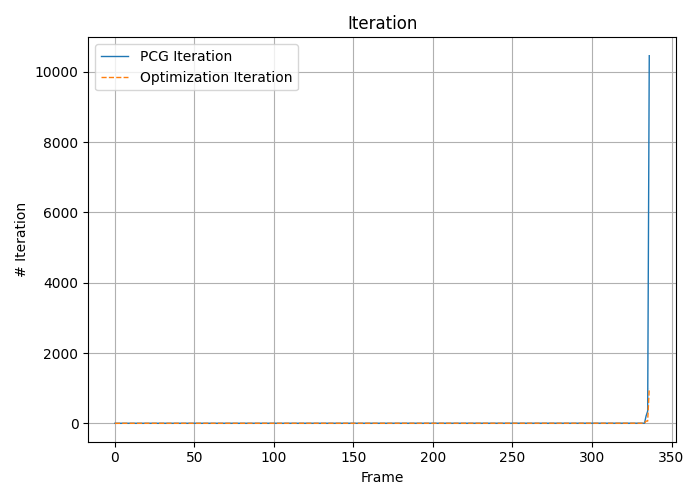 Iteration
PCG Iteration
Optimization Iteration
10000
8000
6000
4000
2000
0
# Iteration
0 50 100 150 200 250 300 350
Frame